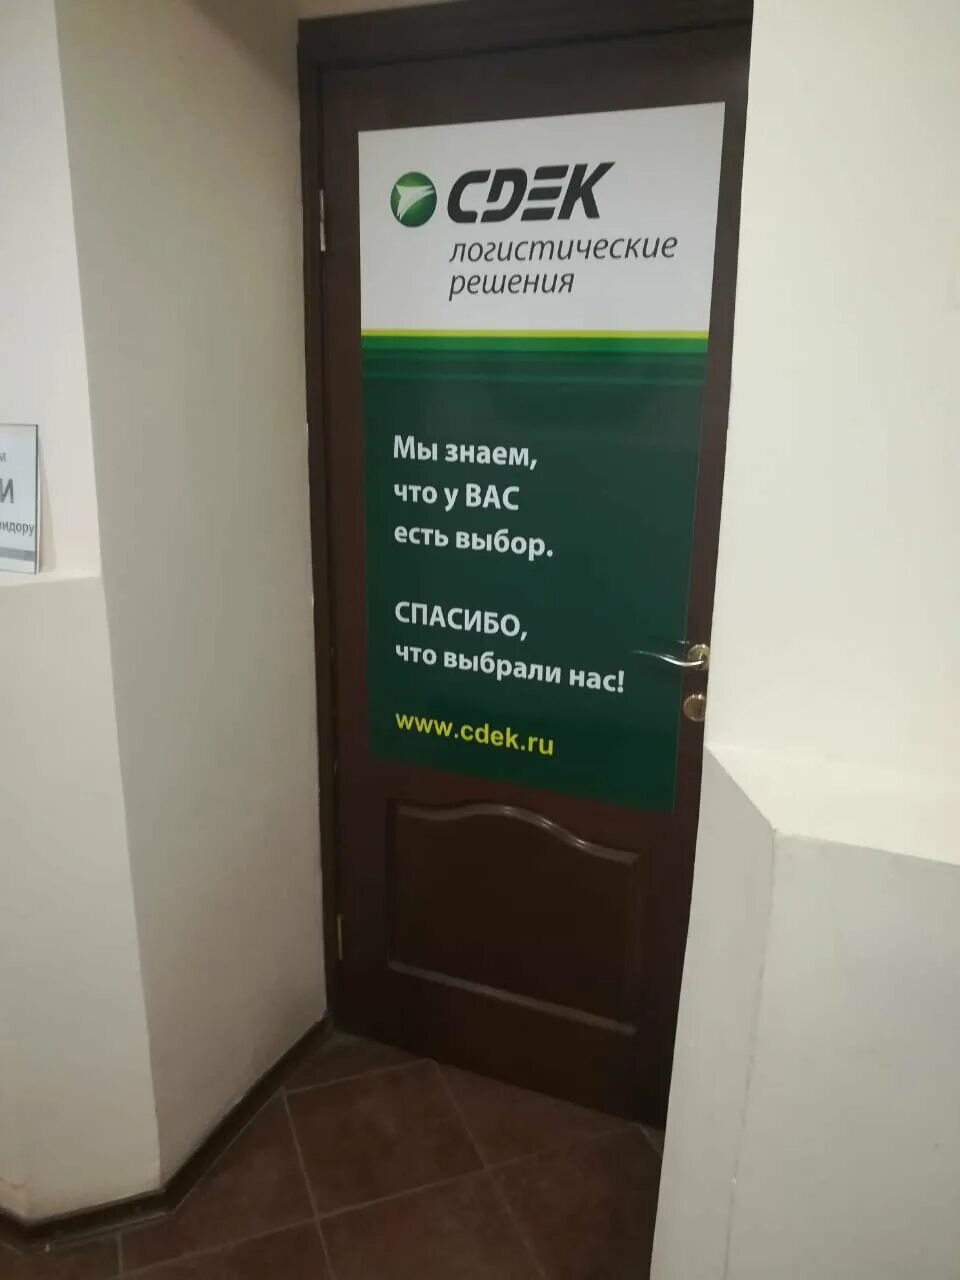 СДЕК
логистические
решения
Мы знаем,
что у ВАС
есть выбор.
СПАСИБО,
что выбрали нас!
www.cdek.ru